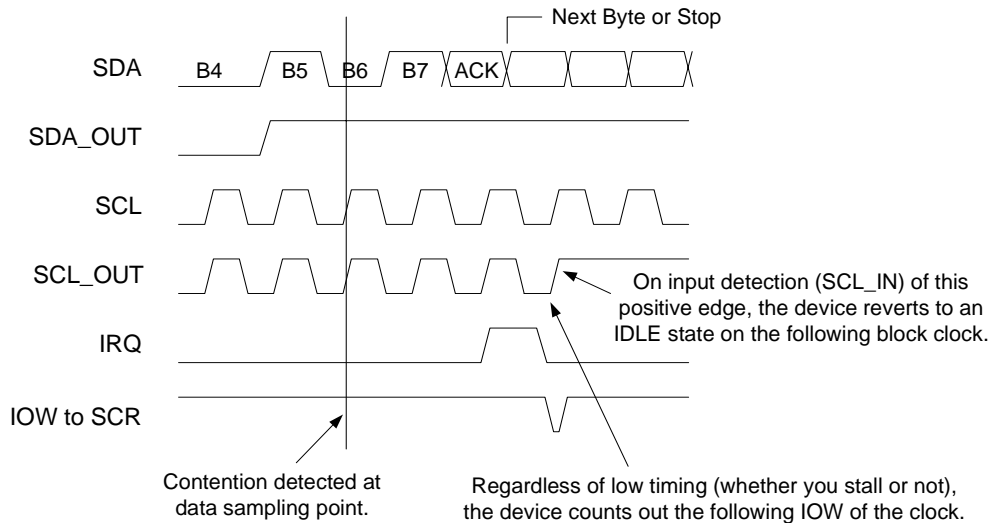 Next Byte or Stop
SDA B4 B5 B6 B7 ACK
SDA_OUT
SCL
SCL_OUT
On input detection (SCL_IN) of this
positive edge, the device reverts to an
IDLE state on the following block clock.
IRQ
IOW to SCR
Contention detected at
data sampling point.
Regardless of low timing (whether you stall or not),
the device counts out the following IOW of the clock.